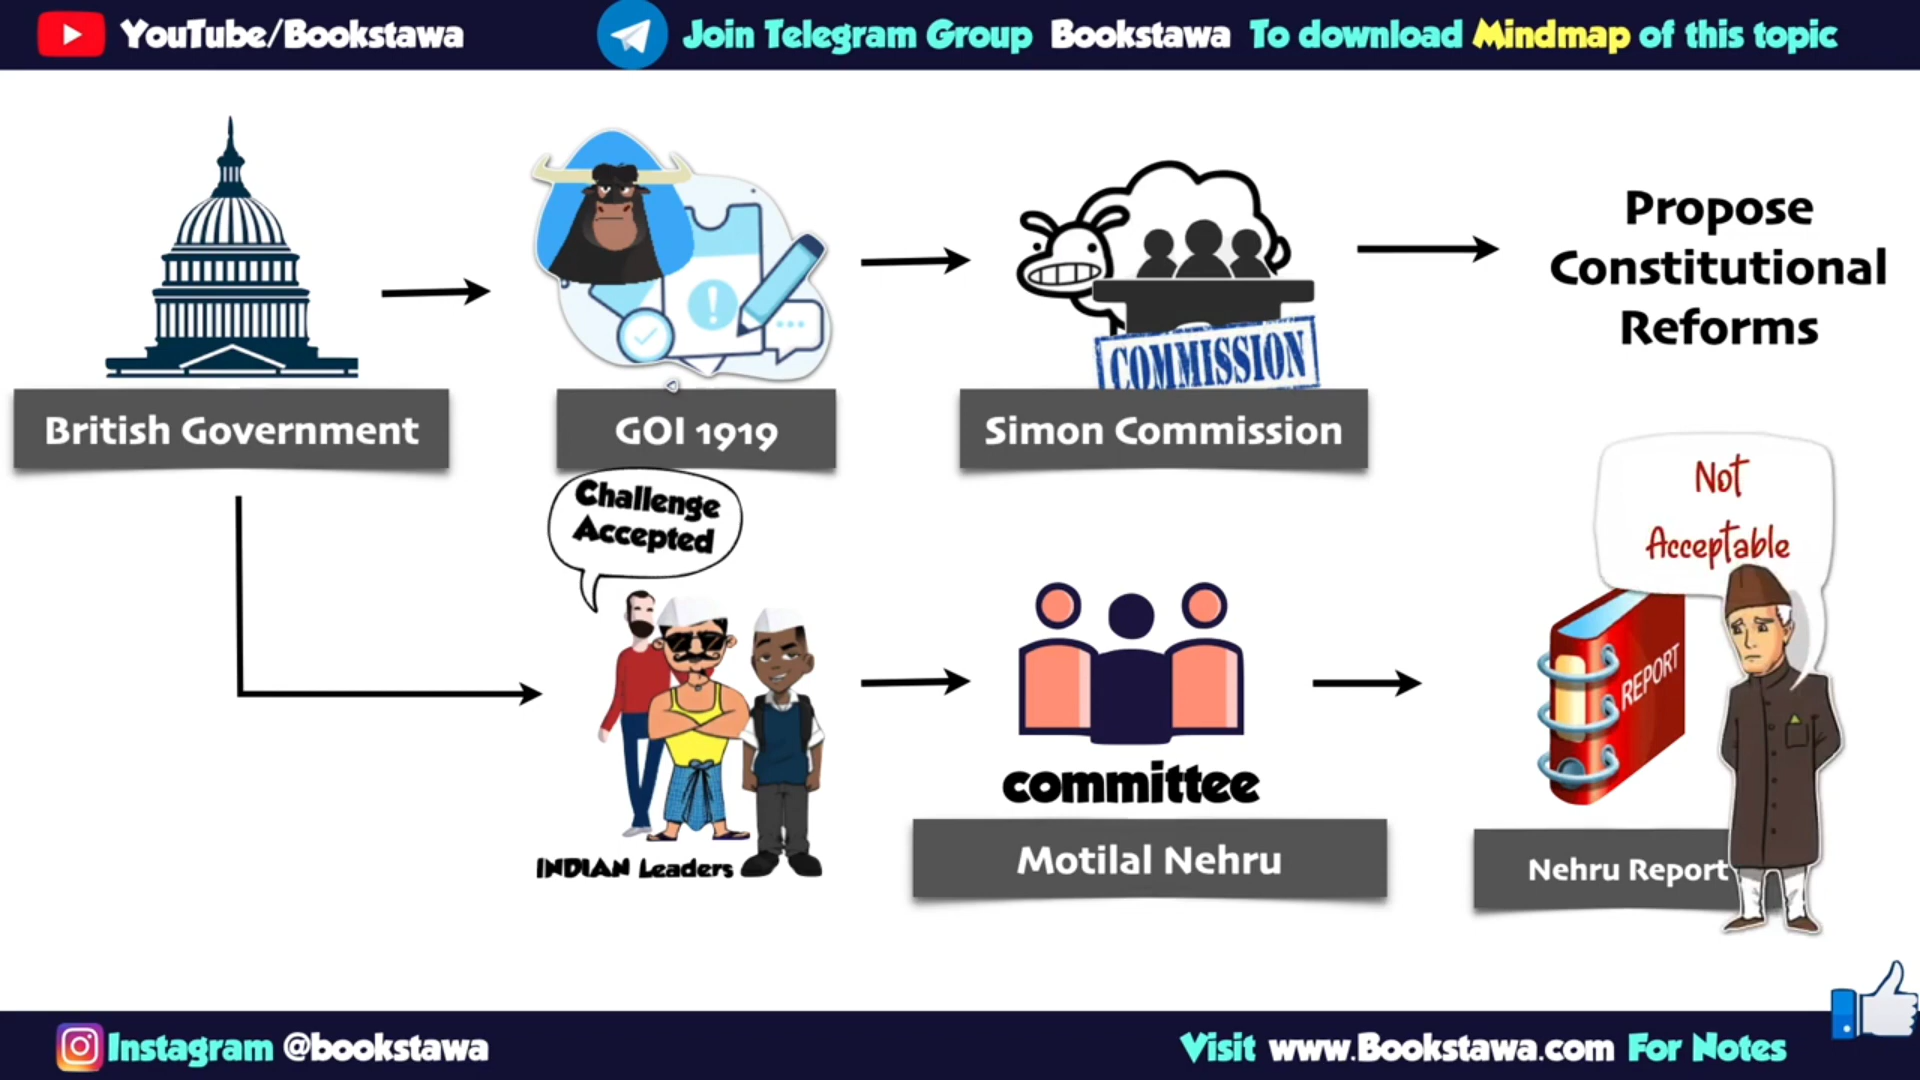 YouTube/Bookstawa
Join Telegram Group Bookstawa To download Mindmap of this topic
Propose
Constitutional
Reforms
COMMISSION
British Government
GOI 1919
Simon Commission
Challenge
Accepted
Not
Acceptable
REPORT
committee
INDIAN Leaders
Motilal Nehru
Nehru Report
Instagram @bookstawa
Visit www.Bookstawa.com For Notes